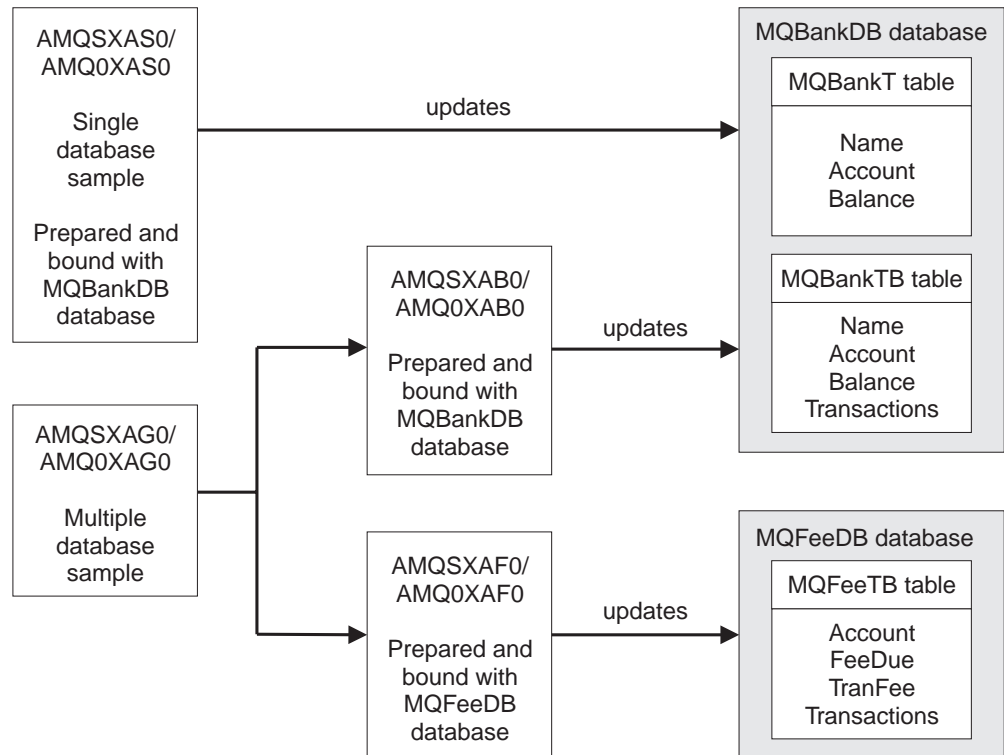 AMQSXAS0/
AMQ0XAS0
Single
database
sample
Prepared and
bound with
MQBankDB
database
updates
MQBankDB database
MQBankT table
Name
Account
Balance
MQBankTB table
Name
Account
Balance
Transactions
AMQSXAB0/
AMQ0XAB0
Prepared and
bound with
MQBankDB
database
updates
AMQSXAG0/
AMQ0XAG0
Multiple
database
sample
AMQSXAF0/
AMQ0XAF0
Prepared and
bound with
MQFeeDB
database
updates
MQFeeDB database
MQFeeTB table
Account
FeeDue
TranFee
Transactions